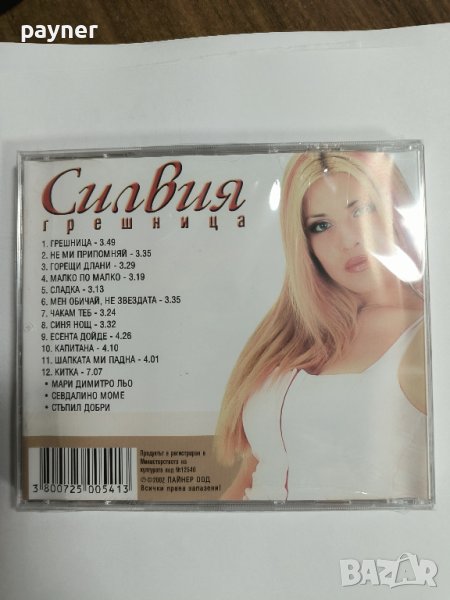 payner
Силвия
грешница
1. ГРЕШНИЦА - 3.49
2. НЕ МИ ПРИПОМНЯЙ - 3.35
3. ГОРЕЩИ ДЛАНИ - 3.29
4. МАЛКО ПО МАЛКО - 3.19
5. СЛАДКА - 3.13
6. МЕН ОБИЧАЙ, НЕ ЗВЕЗДАТА - 3.35
7. ЧАКАМ ТЕБ - 3.24
8. СИНЯ НОЩ - 3.32
9. ЕСЕНТА ДОЙДЕ - 4.26
10. КАПИТАНА - 4.10
11. ШАПКАТА МИ ПАДНА - 4.01
12. КИТКА - 7.07
• МАРИ ДИМИТРО ЛЬО
• СЕВДАЛИНО МОМЕ
• СТЪПИЛ ДОБРИ
Продуктът е регистриран в
Министерството на
културата под №12540
℗©2002 ПАЙНЕР ООД
Всички права запазени!
3800725005413
BAZAR